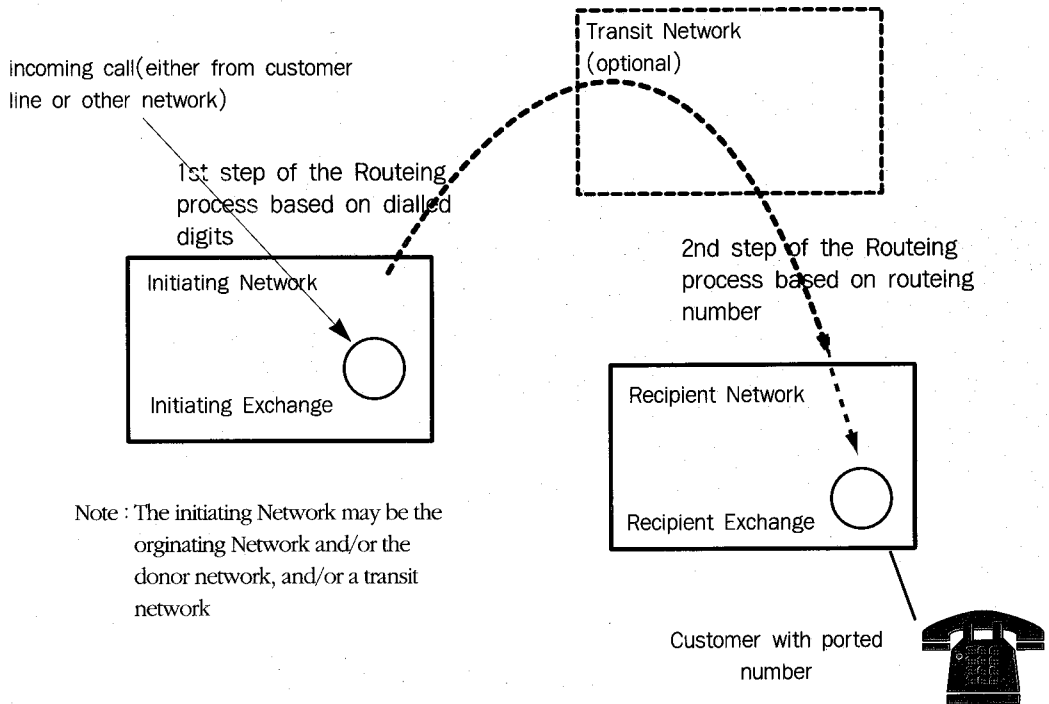 Transit Network
(optional)
incoming call(either from customer
line or other network)
1st step of the Routeing
process based on dialled
digits
2nd step of the Routeing
process based on routeing
number
Initiating Network
Initiating Exchange
Recipient Network
Recipient Exchange
Note : The initiating Network may be the
orginating Network and/or the
donor network, and/or a transit
network
Customer with ported
number